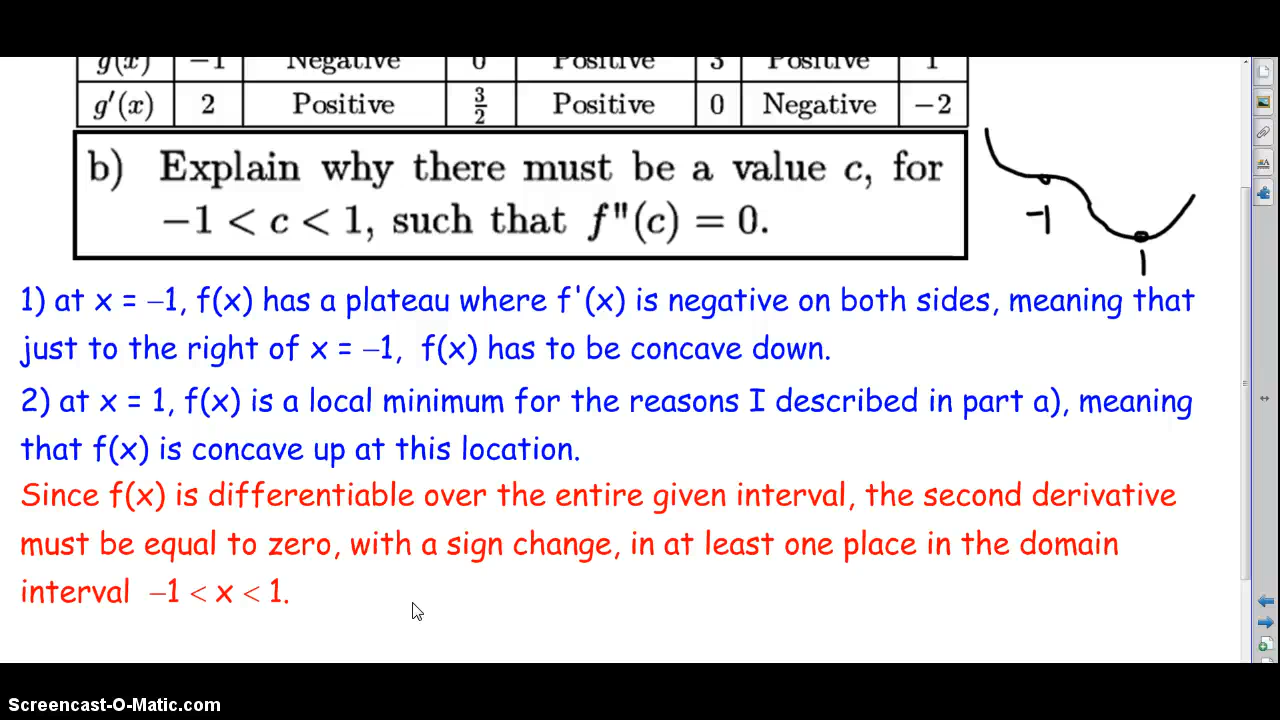 g(x) −1 Negative 0 Positive 3 Positive 1
g′(x) 2 Positive 3/2 Positive 0 Negative −2
b) Explain why there must be a value c, for
−1 < c < 1, such that f"(c) = 0.
−1
1
1) at x = −1, f(x) has a plateau where f'(x) is negative on both sides, meaning that
just to the right of x = −1, f(x) has to be concave down.
2) at x = 1, f(x) is a local minimum for the reasons I described in part a), meaning
that f(x) is concave up at this location.
Since f(x) is differentiable over the entire given interval, the second derivative
must be equal to zero, with a sign change, in at least one place in the domain
interval −1 < x < 1.
Screencast-O-Matic.com